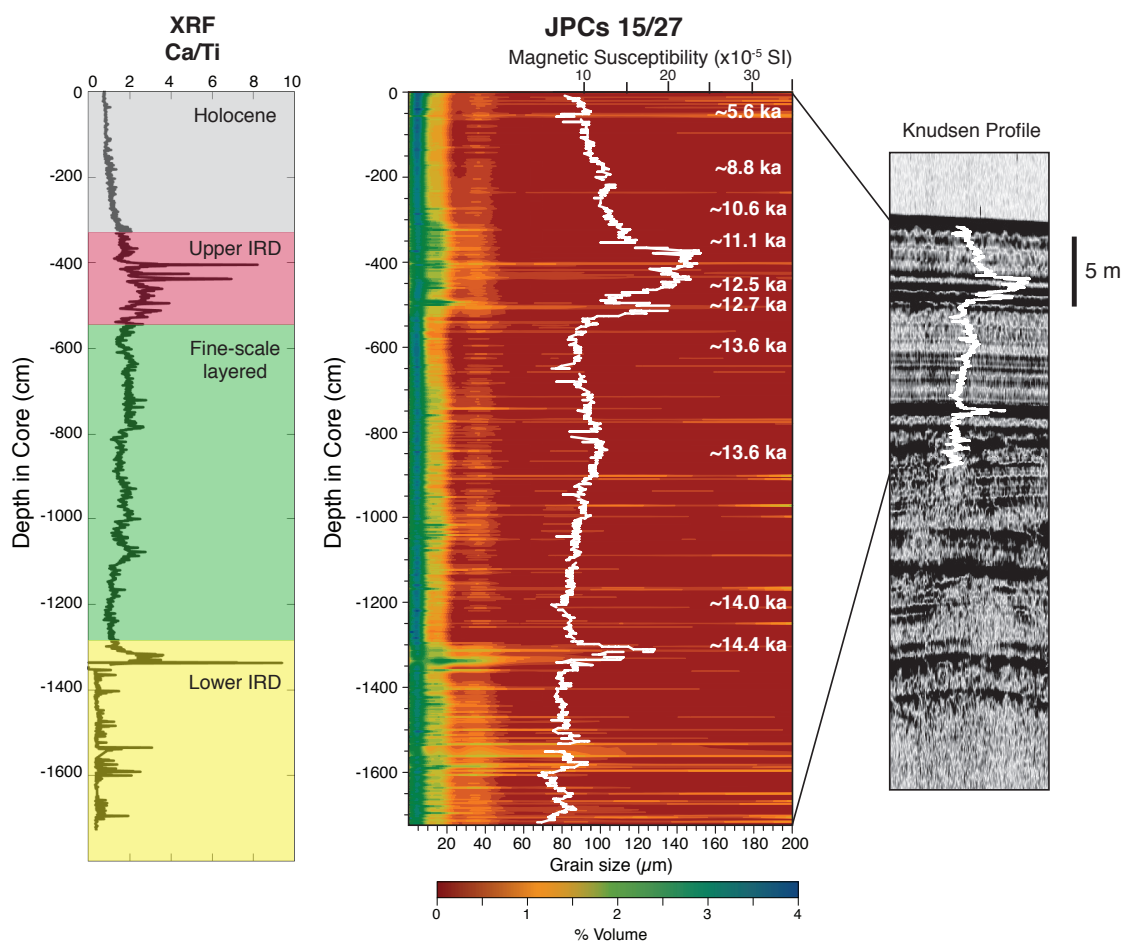 XRF
Ca/Ti
0 2 4 6 8 10
0
-200
-400
-600
-800
-1000
-1200
-1400
-1600
Depth in Core (cm)
Holocene
Upper IRD
Fine-scale
layered
Lower IRD
JPCs 15/27
Magnetic Susceptibility (x10⁻⁵ SI)
10 20 30
0
-200
-400
-600
-800
-1000
-1200
-1400
-1600
Depth in Core (cm)
~5.6 ka
~8.8 ka
~10.6 ka
~11.1 ka
~12.5 ka
~12.7 ka
~13.6 ka
~13.6 ka
~14.0 ka
~14.4 ka
20 40 60 80 100 120 140 160 180 200
Grain size (µm)
0 1 2 3 4
% Volume
Knudsen Profile
5 m